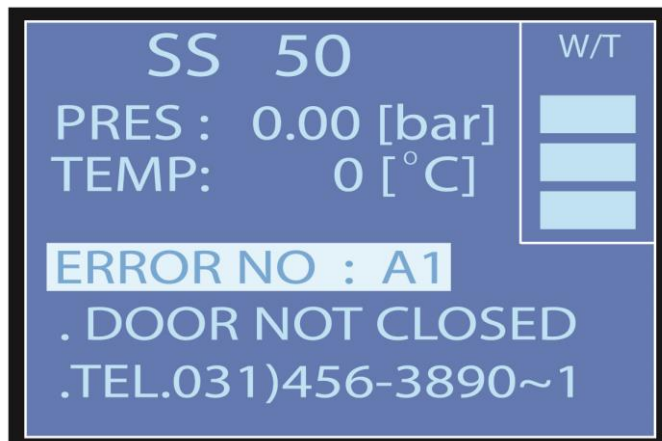 SS 50
W/T
PRES : 0.00 [bar]
TEMP: 0 [°C]
ERROR NO : A1
. DOOR NOT CLOSED
.TEL.031)456-3890~1